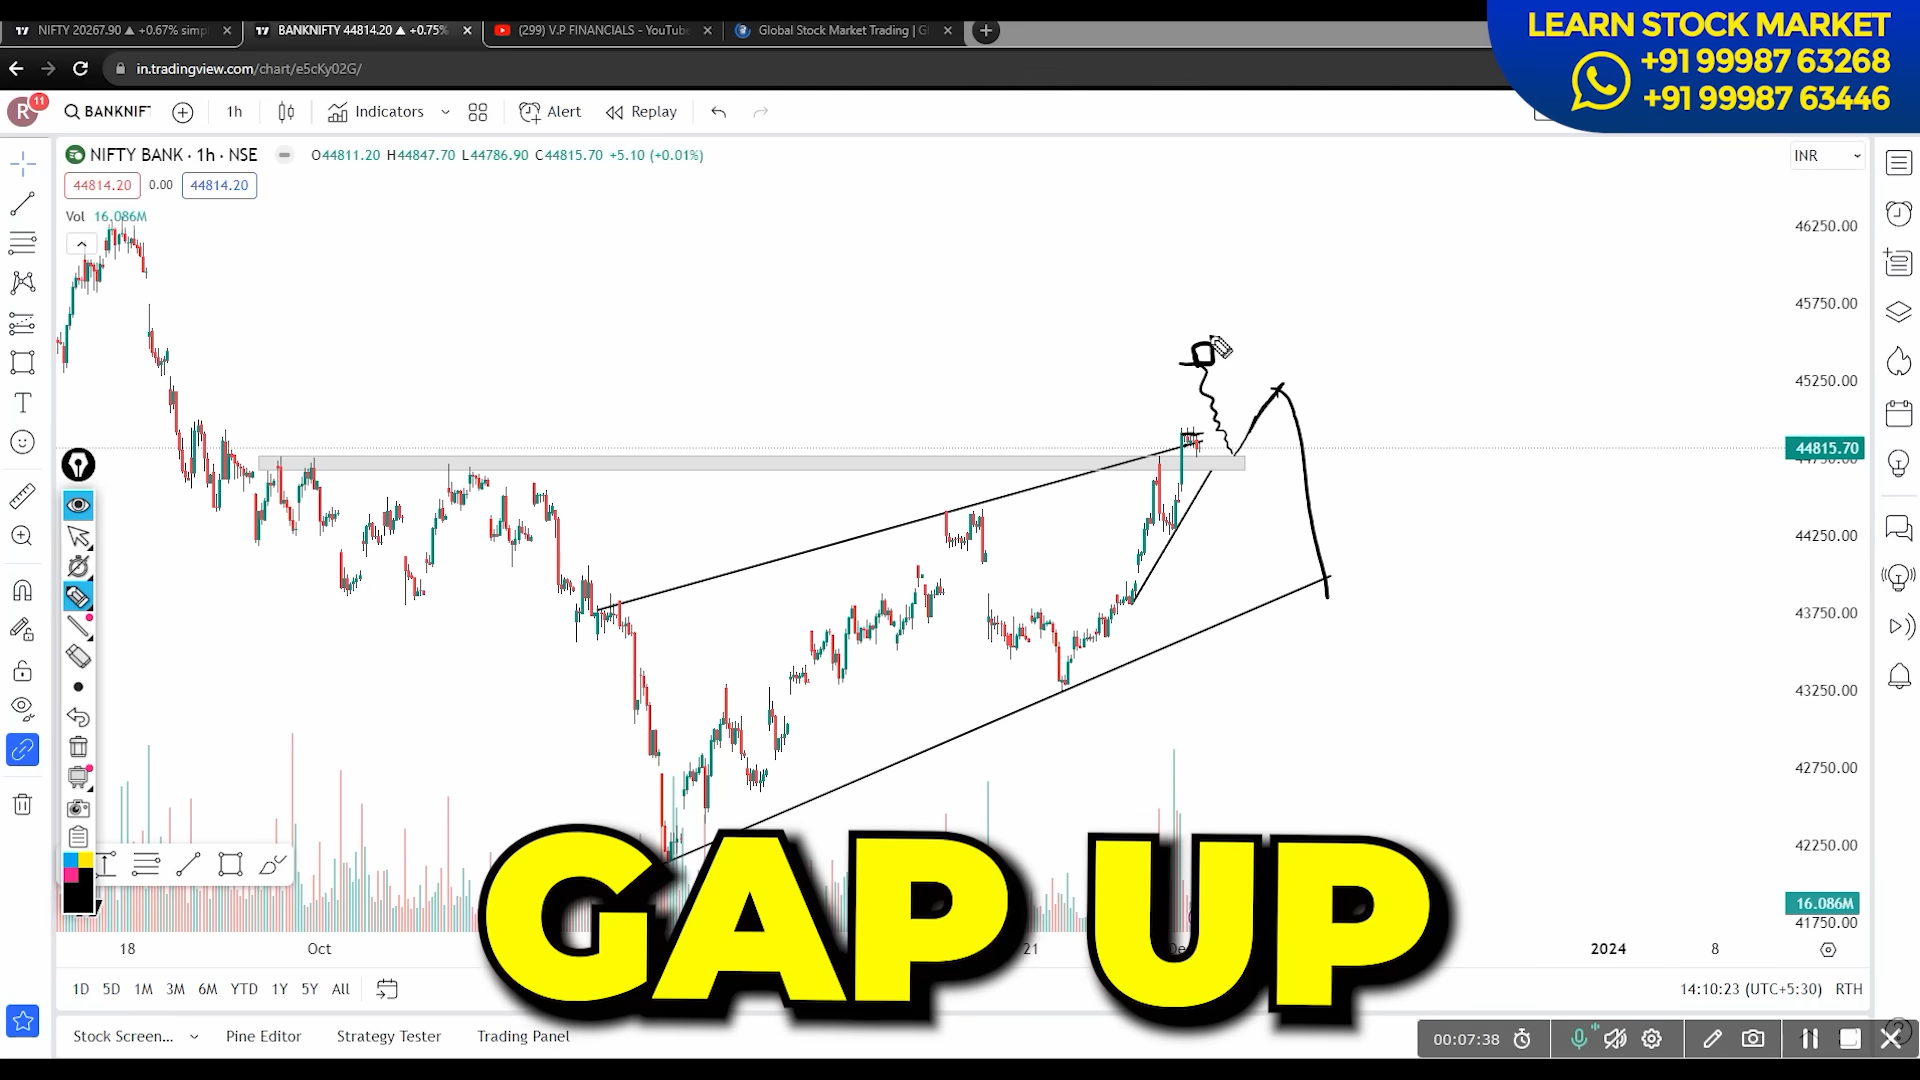 NIFTY 20267.90 ▲ +0.67% simpl
BANKNIFTY 44814.20 ▲ +0.75%
(299) V.P FINANCIALS - YouTube
Global Stock Market Trading | Gl
LEARN STOCK MARKET
+91 99987 63268
+91 99987 63446
in.tradingview.com/chart/e5cKy02G/
R
11
BANKNIFT
1h
Indicators
Alert
Replay
NIFTY BANK · 1h · NSE
O44811.20 H44847.70 L44786.90 C44815.70 +5.10 (+0.01%)
INR
44814.20
0.00
44814.20
Vol 16.086M
46250.00
45750.00
45250.00
44815.70
44250.00
43750.00
43250.00
42750.00
42250.00
16.086M
41750.00
GAP UP
18
Oct
21
2024
8
1D 5D 1M 3M 6M YTD 1Y 5Y All
14:10:23 (UTC+5:30) RTH
Stock Screen...
Pine Editor
Strategy Tester
Trading Panel
00:07:38